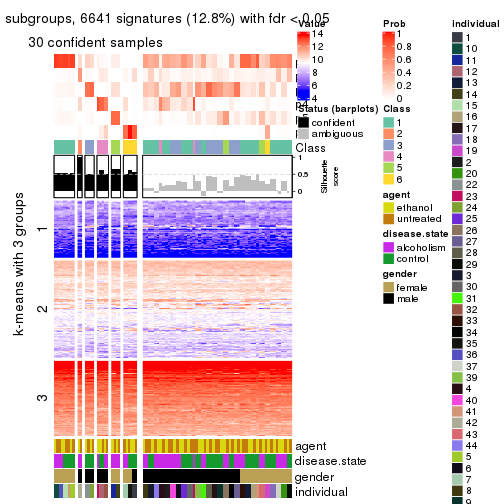 subgroups, 6641 signatures (12.8%) with fdr < 0.05
30 confident samples
k-means with 3 groups
1
2
3
p4
Class
1
0.5
0
Silhouette
score
agent
disease.state
gender
individual
Value
14
12
10
8
6
4
Status (barplots)
confident
ambiguous
Prob
1
0.8
0.6
0.4
0.2
0
Class
1
2
3
4
5
6
agent
ethanol
untreated
disease.state
alcoholism
control
gender
female
male
individual
1
10
11
12
13
14
15
16
17
18
19
2
20
22
23
24
25
26
27
28
29
3
30
31
32
33
34
35
36
37
39
4
40
41
42
43
44
5
6
7
8
9